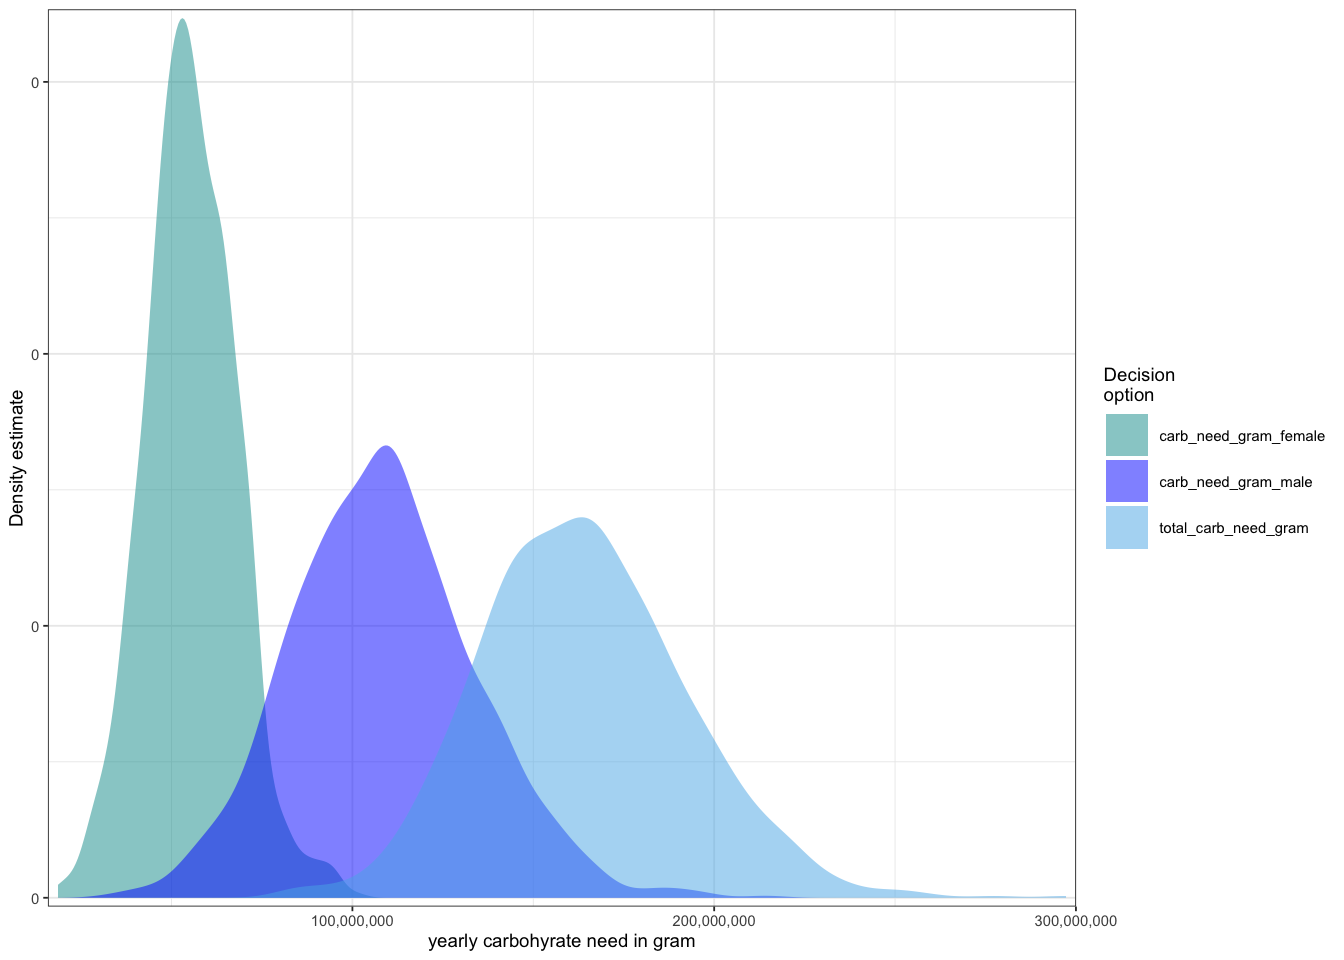 0
0
0
0
Density estimate
100,000,000
200,000,000
300,000,000
yearly carbohyrate need in gram
Decision
option
carb_need_gram_female
carb_need_gram_male
total_carb_need_gram